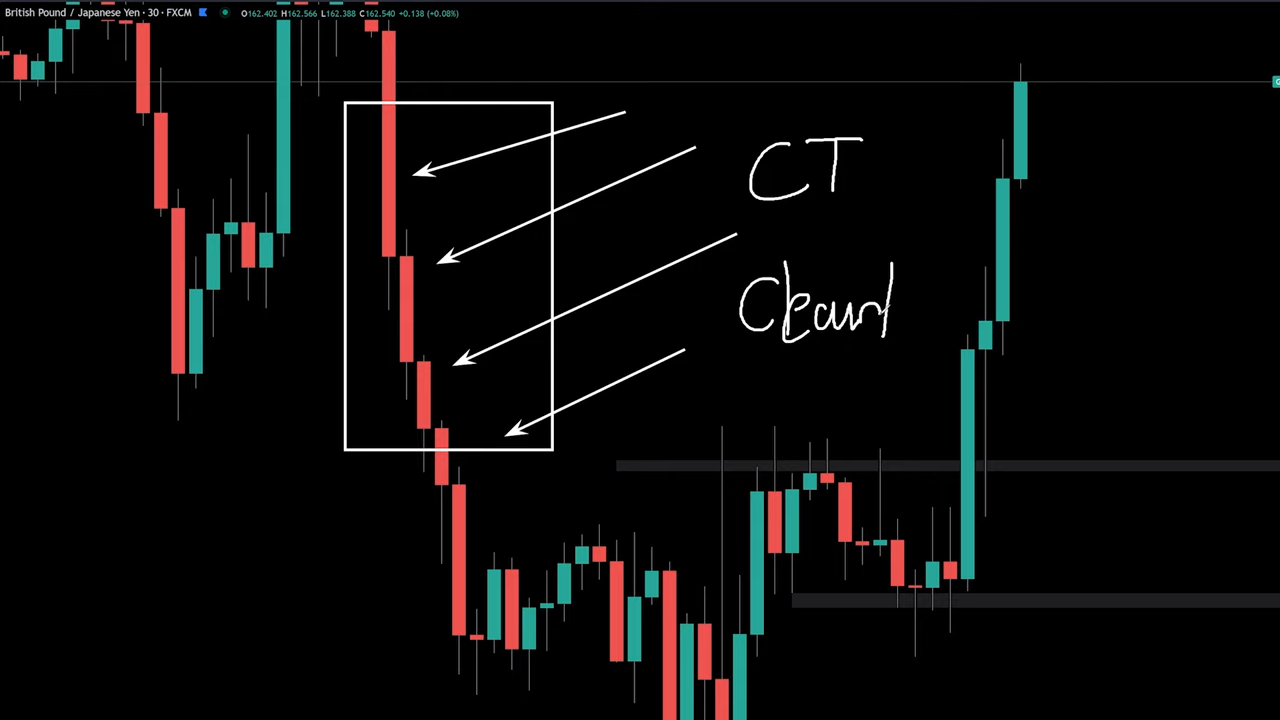 British Pound / Japanese Yen · 30 · FXCM O162.402 H162.566 L162.388 C162.540 +0.138 (+0.08%)
CT